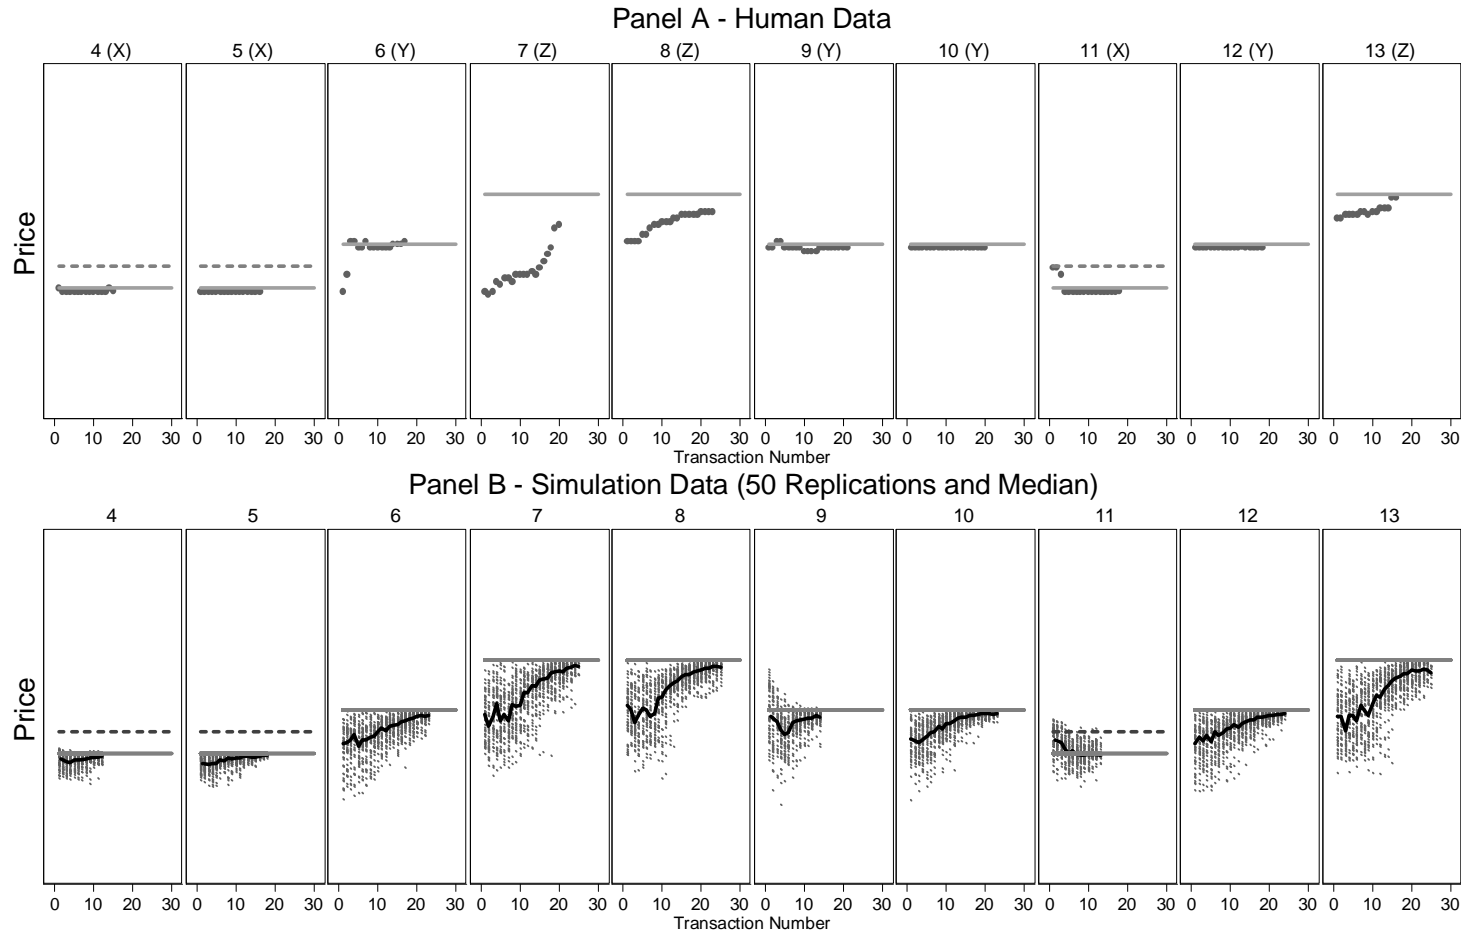 Panel A - Human Data
4 (X) 5 (X) 6 (Y) 7 (Z) 8 (Z) 9 (Y) 10 (Y) 11 (X) 12 (Y) 13 (Z)
Price
0 10 20 30 0 10 20 30 0 10 20 30 0 10 20 30 0 10 20 30 0 10 20 30 0 10 20 30 0 10 20 30 0 10 20 30 0 10 20 30
Transaction Number
Panel B - Simulation Data (50 Replications and Median)
4 5 6 7 8 9 10 11 12 13
Price
0 10 20 30 0 10 20 30 0 10 20 30 0 10 20 30 0 10 20 30 0 10 20 30 0 10 20 30 0 10 20 30 0 10 20 30 0 10 20 30
Transaction Number